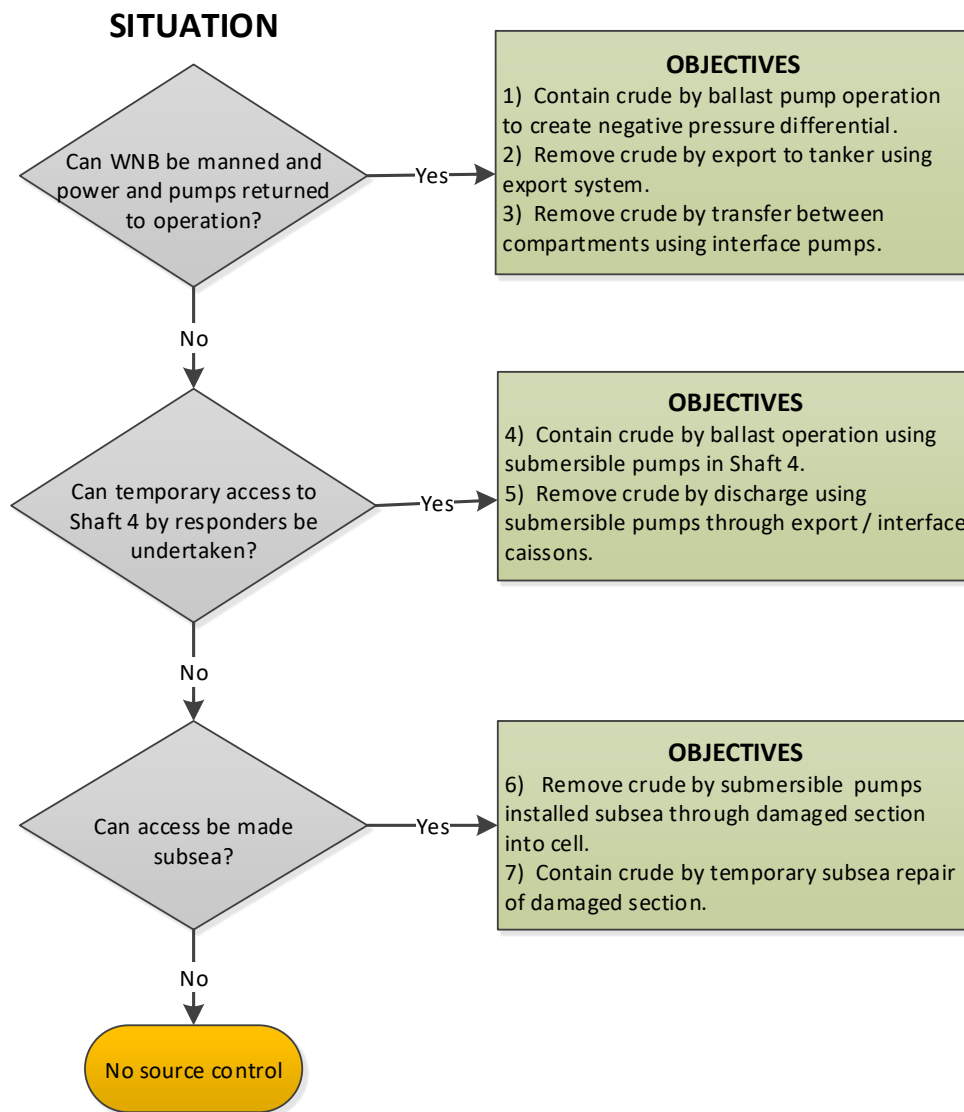 SITUATION
Can WNB be manned and
power and pumps returned
to operation?
Yes
OBJECTIVES
1) Contain crude by ballast pump operation
to create negative pressure differential.
2) Remove crude by export to tanker using
export system.
3) Remove crude by transfer between
compartments using interface pumps.
No
Can temporary access to
Shaft 4 by responders be
undertaken?
Yes
OBJECTIVES
4) Contain crude by ballast operation using
submersible pumps in Shaft 4.
5) Remove crude by discharge using
submersible pumps through export / interface
caissons.
No
Can access be made
subsea?
Yes
OBJECTIVES
6) Remove crude by submersible pumps
installed subsea through damaged section
into cell.
7) Contain crude by temporary subsea repair
of damaged section.
No
No source control